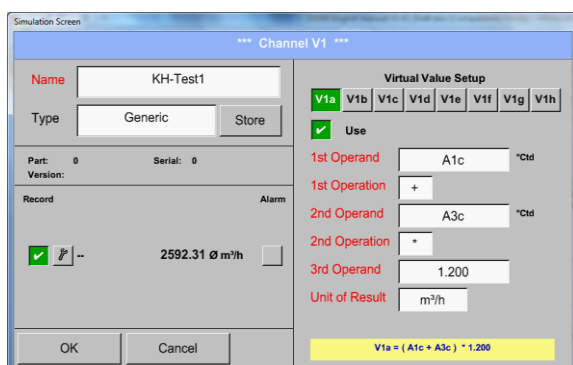 Simulation Screen
*** Channel V1 ***
Name
KH-Test1
Type
Generic
Store
Part: 0 Serial: 0
Version:
Record Alarm
-- 2592.31 Ø m³/h
OK
Cancel
Virtual Value Setup
V1a V1b V1c V1d V1e V1f V1g V1h
Use
1st Operand A1c °Ctd
1st Operation +
2nd Operand A3c °Ctd
2nd Operation *
3rd Operand 1.200
Unit of Result m³/h
V1a = ( A1c + A3c ) * 1.200